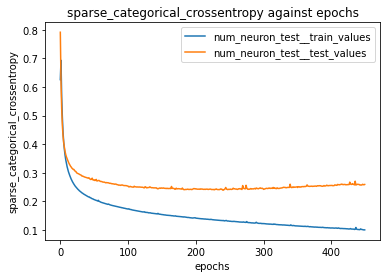 sparse_categorical_crossentropy against epochs
num_neuron_test__train_values
num_neuron_test__test_values
sparse_categorical_crossentropy
0.8
0.7
0.6
0.5
0.4
0.3
0.2
0.1
0 100 200 300 400
epochs